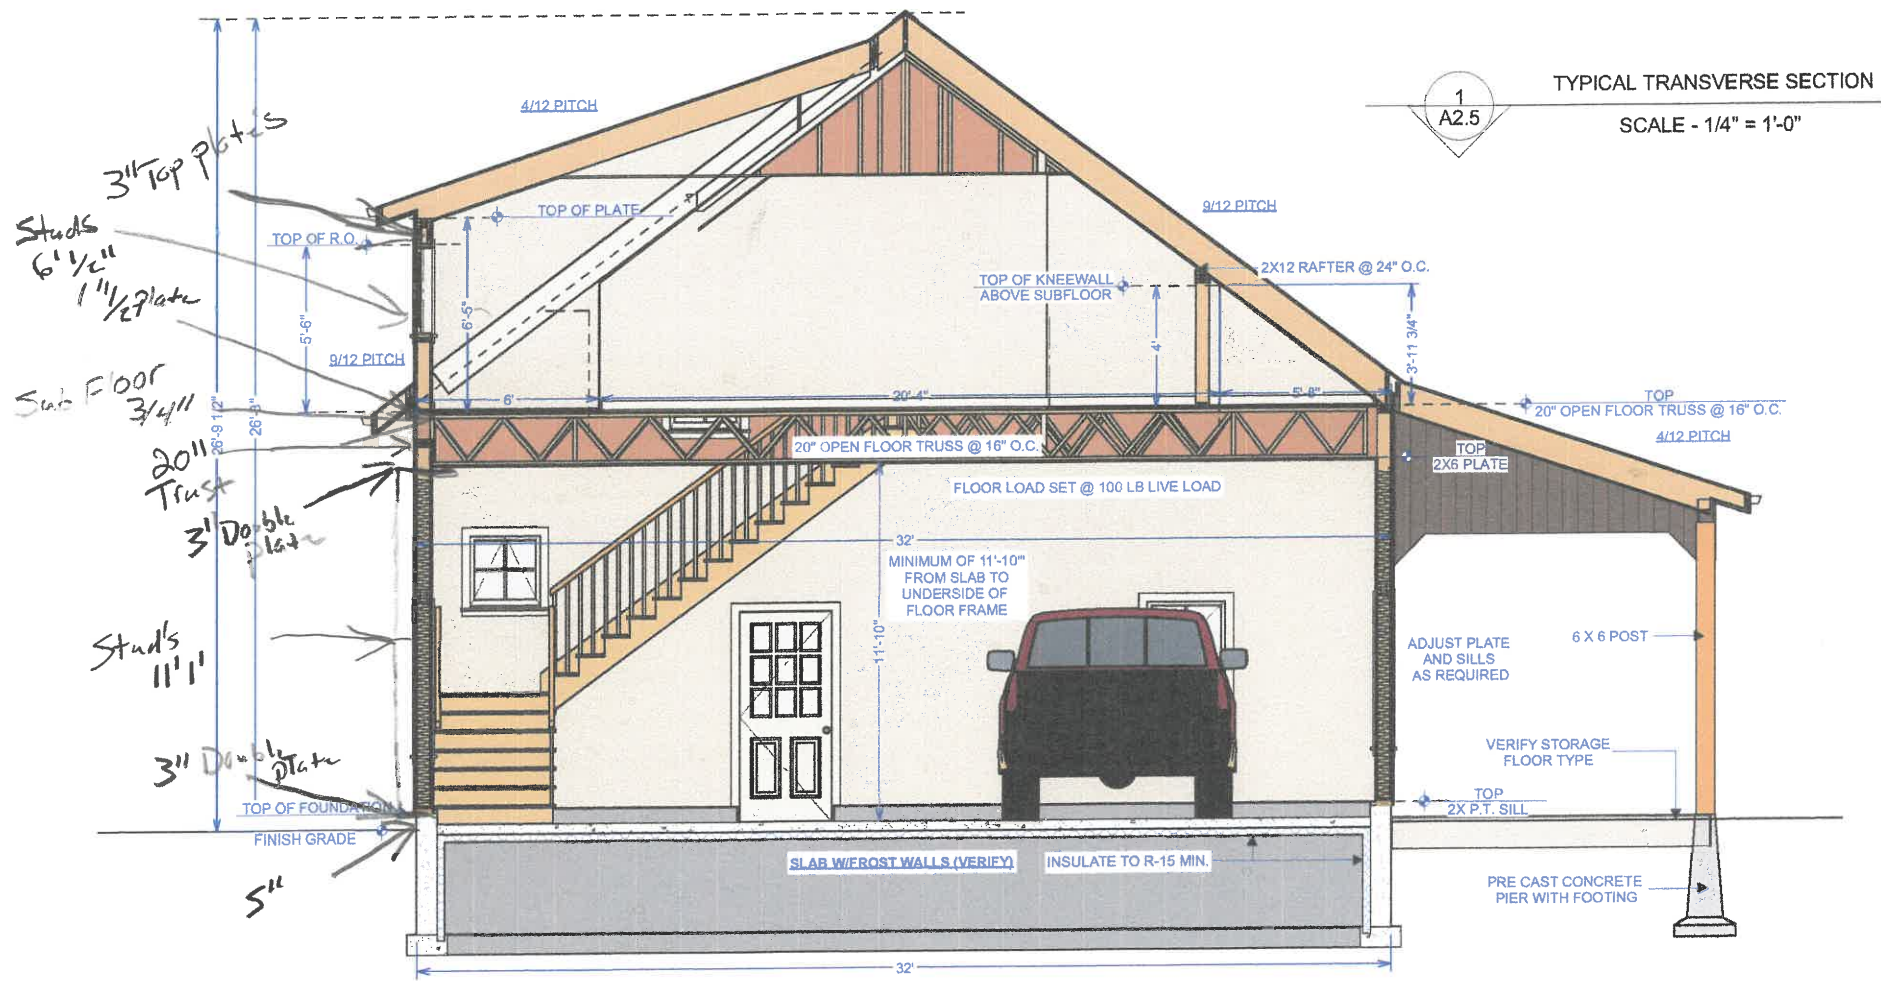 1
A2.5
TYPICAL TRANSVERSE SECTION
SCALE - 1/4" = 1'-0"
4/12 PITCH
3" Top plate's
Studs
6' 1/2"
1" 1/2 plate
Sub Floor
3/4"
20"
Trust
3" Double
plate
Stud's
11' 1'
3" Double
plate
5"
TOP OF PLATE
TOP OF R.O.
5'-6"
6'-5"
9/12 PITCH
26'-9 1/2"
26'-8"
9/12 PITCH
2X12 RAFTER @ 24" O.C.
TOP OF KNEEWALL
ABOVE SUBFLOOR
4'
3'-11 3/4"
6'
20'-4"
5'-8"
TOP
20" OPEN FLOOR TRUSS @ 16" O.C.
4/12 PITCH
20" OPEN FLOOR TRUSS @ 16" O.C.
TOP
2X6 PLATE
FLOOR LOAD SET @ 100 LB LIVE LOAD
32'
MINIMUM OF 11'-10"
FROM SLAB TO
UNDERSIDE OF
FLOOR FRAME
11'-10"
ADJUST PLATE
AND SILLS
AS REQUIRED
6 X 6 POST
VERIFY STORAGE
FLOOR TYPE
TOP
2X P.T. SILL
TOP OF FOUNDATION
FINISH GRADE
SLAB W/FROST WALLS (VERIFY)
INSULATE TO R-15 MIN.
PRE CAST CONCRETE
PIER WITH FOOTING
32'